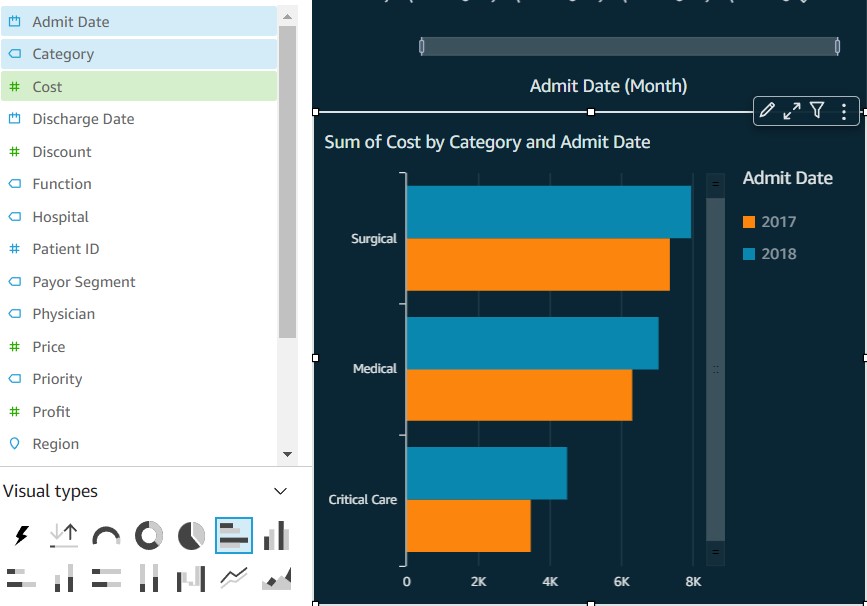 Admit Date
Category
Cost
Discharge Date
Discount
Function
Hospital
Patient ID
Payor Segment
Physician
Price
Priority
Profit
Region
Visual types
Admit Date (Month)
Sum of Cost by Category and Admit Date
Surgical
Medical
Critical Care
0 2K 4K 6K 8K
Admit Date
2017
2018